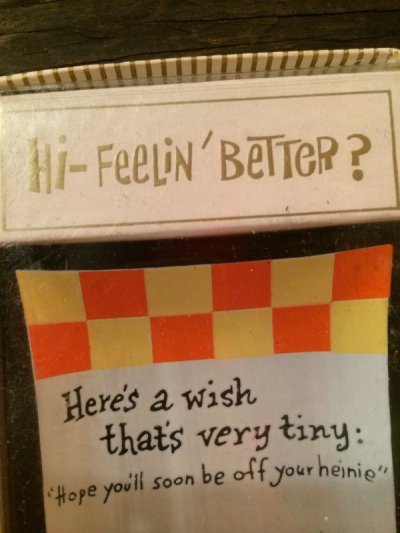 Hi-Feelin' Better?
Here's a wish
that's very tiny:
"Hope you'll soon be off your heinie"